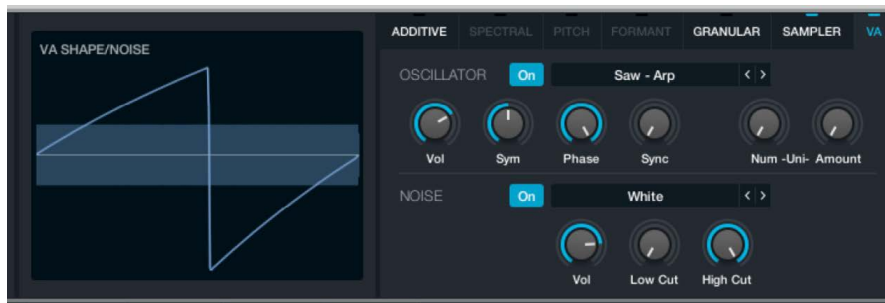 ADDITIVE SPECTRAL PITCH FORMANT GRANULAR SAMPLER VA
VA SHAPE/NOISE
OSCILLATOR On Saw - Arp < >
Vol Sym Phase Sync Num -Uni- Amount
NOISE On White < >
Vol Low Cut High Cut